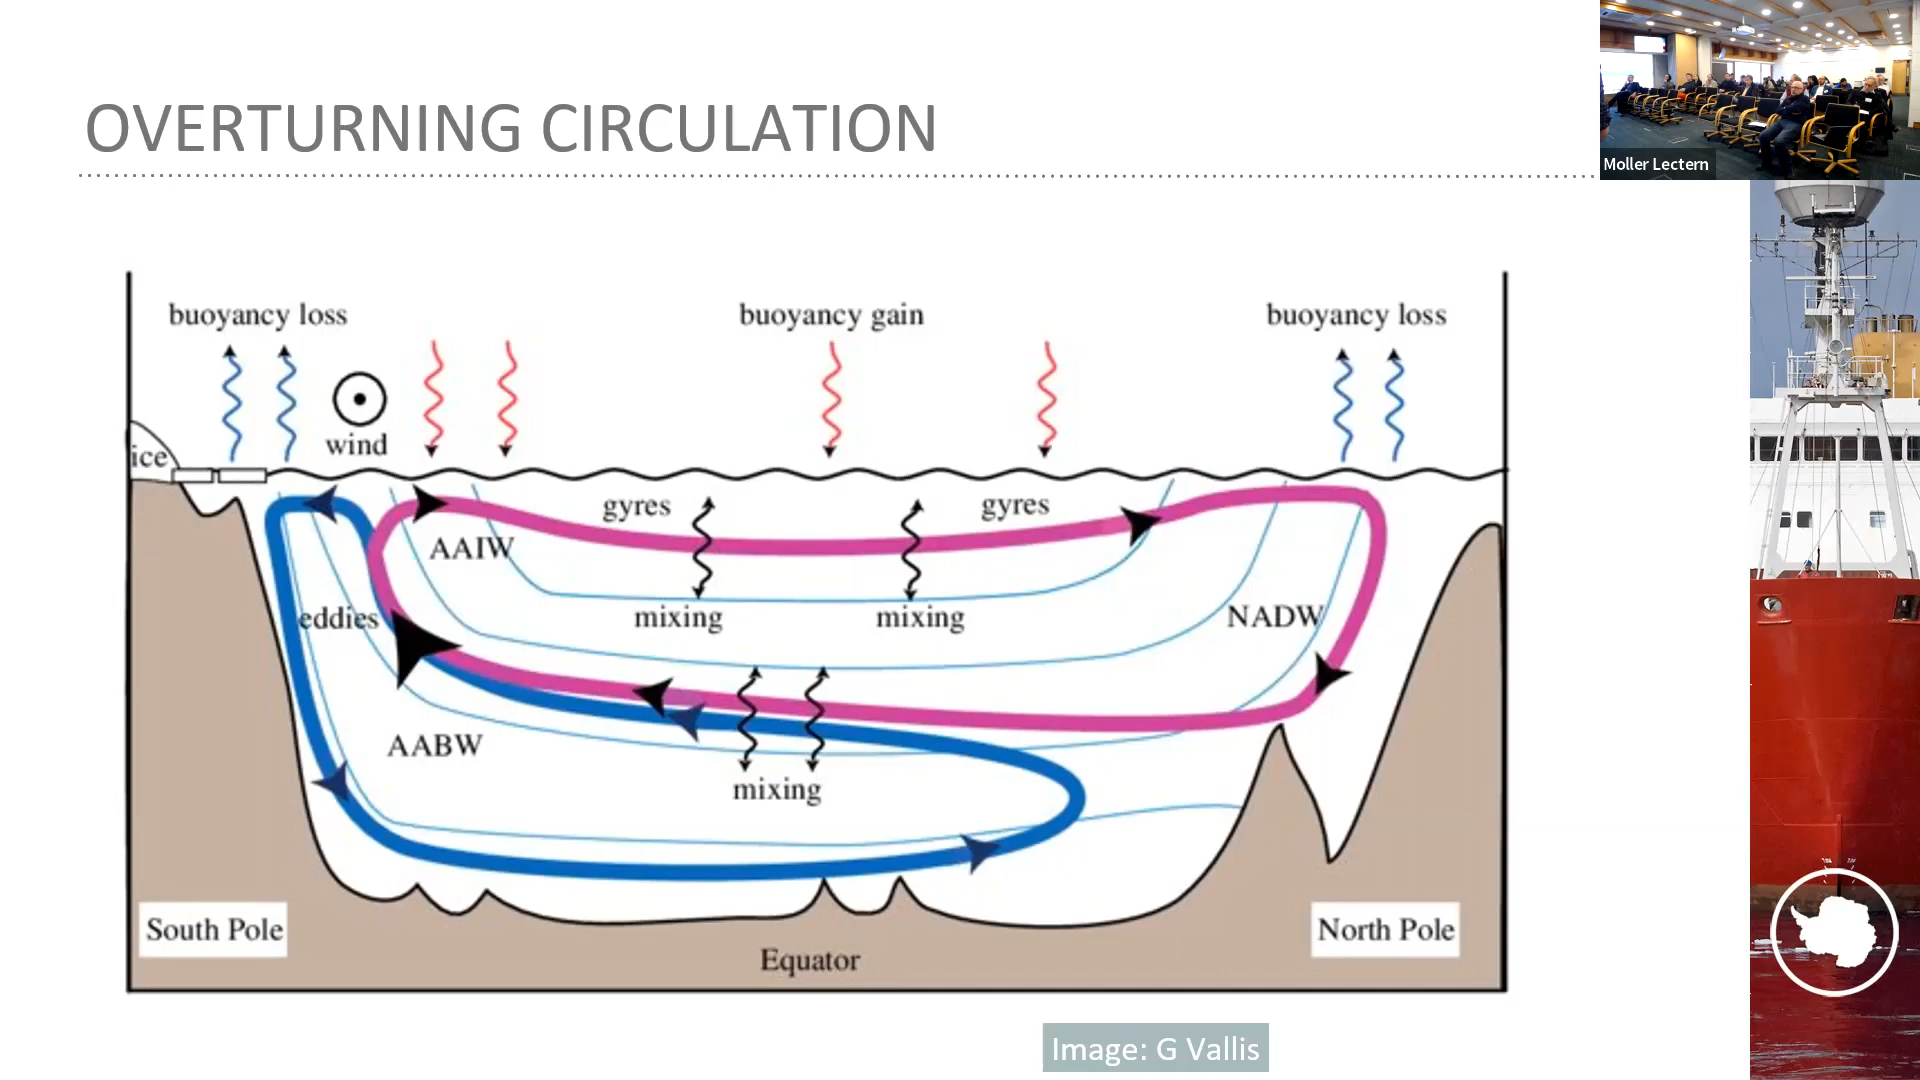 OVERTURNING CIRCULATION
Moller Lectern
buoyancy loss
buoyancy gain
buoyancy loss
wind
ice
gyres
gyres
AAIW
eddies
mixing
mixing
NADW
AABW
mixing
South Pole
North Pole
Equator
Image: G Vallis